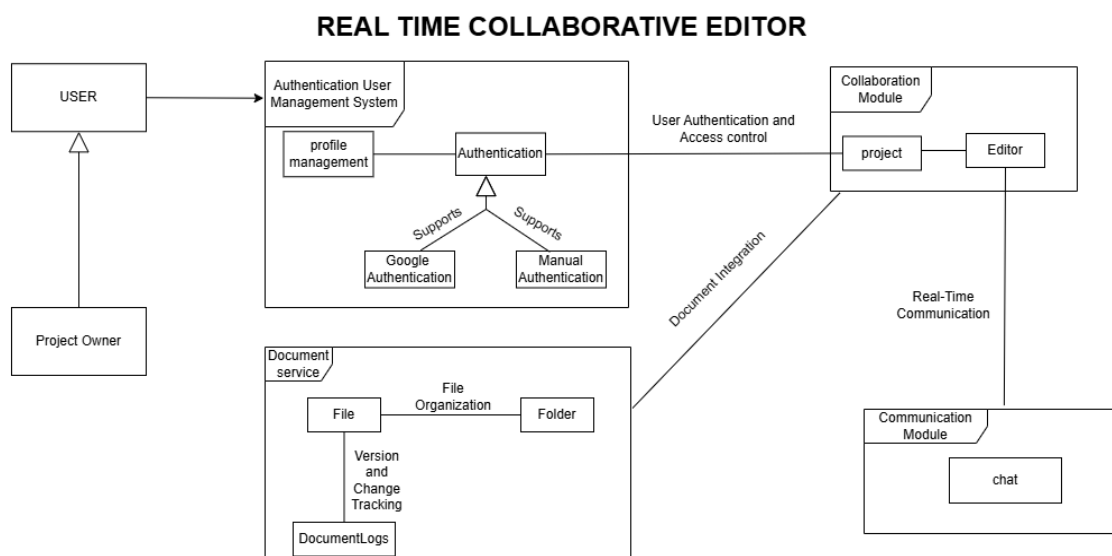 REAL TIME COLLABORATIVE EDITOR
USER
Authentication User
Management System
profile
management
Authentication
Supports
Supports
Google
Authentication
Manual
Authentication
User Authentication and
Access control
Collaboration
Module
project
Editor
Project Owner
Document Integration
Real-Time
Communication
Document
service
File
File
Organization
Folder
Version
and
Change
Tracking
DocumentLogs
Communication
Module
chat